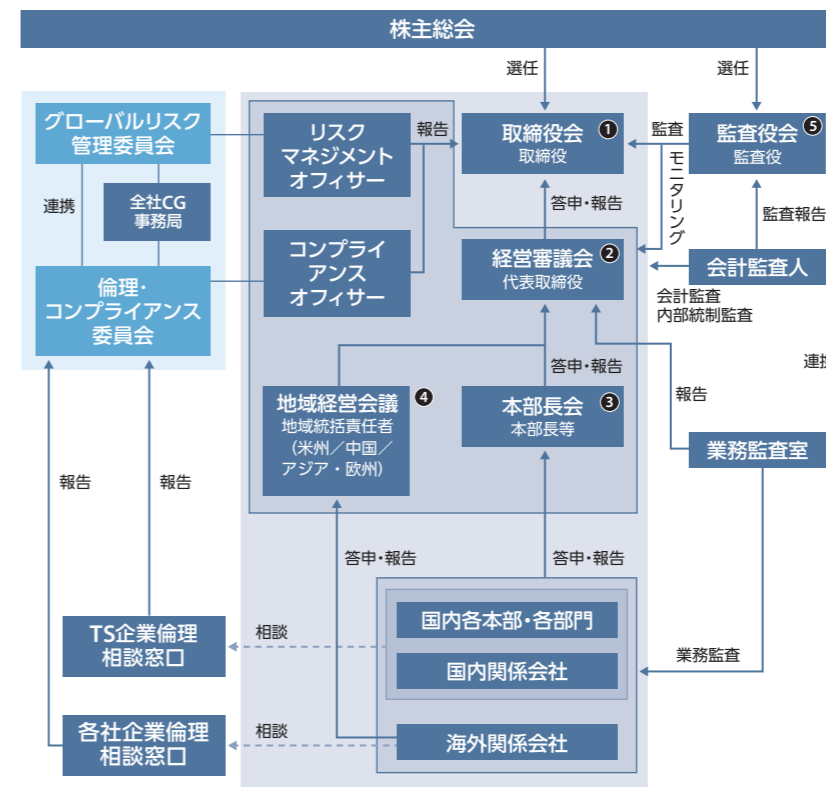 株主総会
選任
選任
グローバルリスク
管理委員会
連携
全社CG
事務局
倫理・
コンプライアンス
委員会
リスク
マネジメント
オフィサー
報告
コンプライ
アンス
オフィサー
取締役会 ❶
取締役
監査
モニタリング
監査役会 ❺
監査役
答申・報告
監査報告
経営審議会 ❷
代表取締役
会計監査人
会計監査
内部統制監査
答申・報告
報告
地域経営会議 ❹
地域統括責任者
（米州／中国／
アジア・欧州）
本部長会 ❸
本部長等
業務監査室
報告
報告
答申・報告
答申・報告
TS企業倫理
相談窓口
相談
国内各本部・各部門
国内関係会社
業務監査
各社企業倫理
相談窓口
相談
海外関係会社